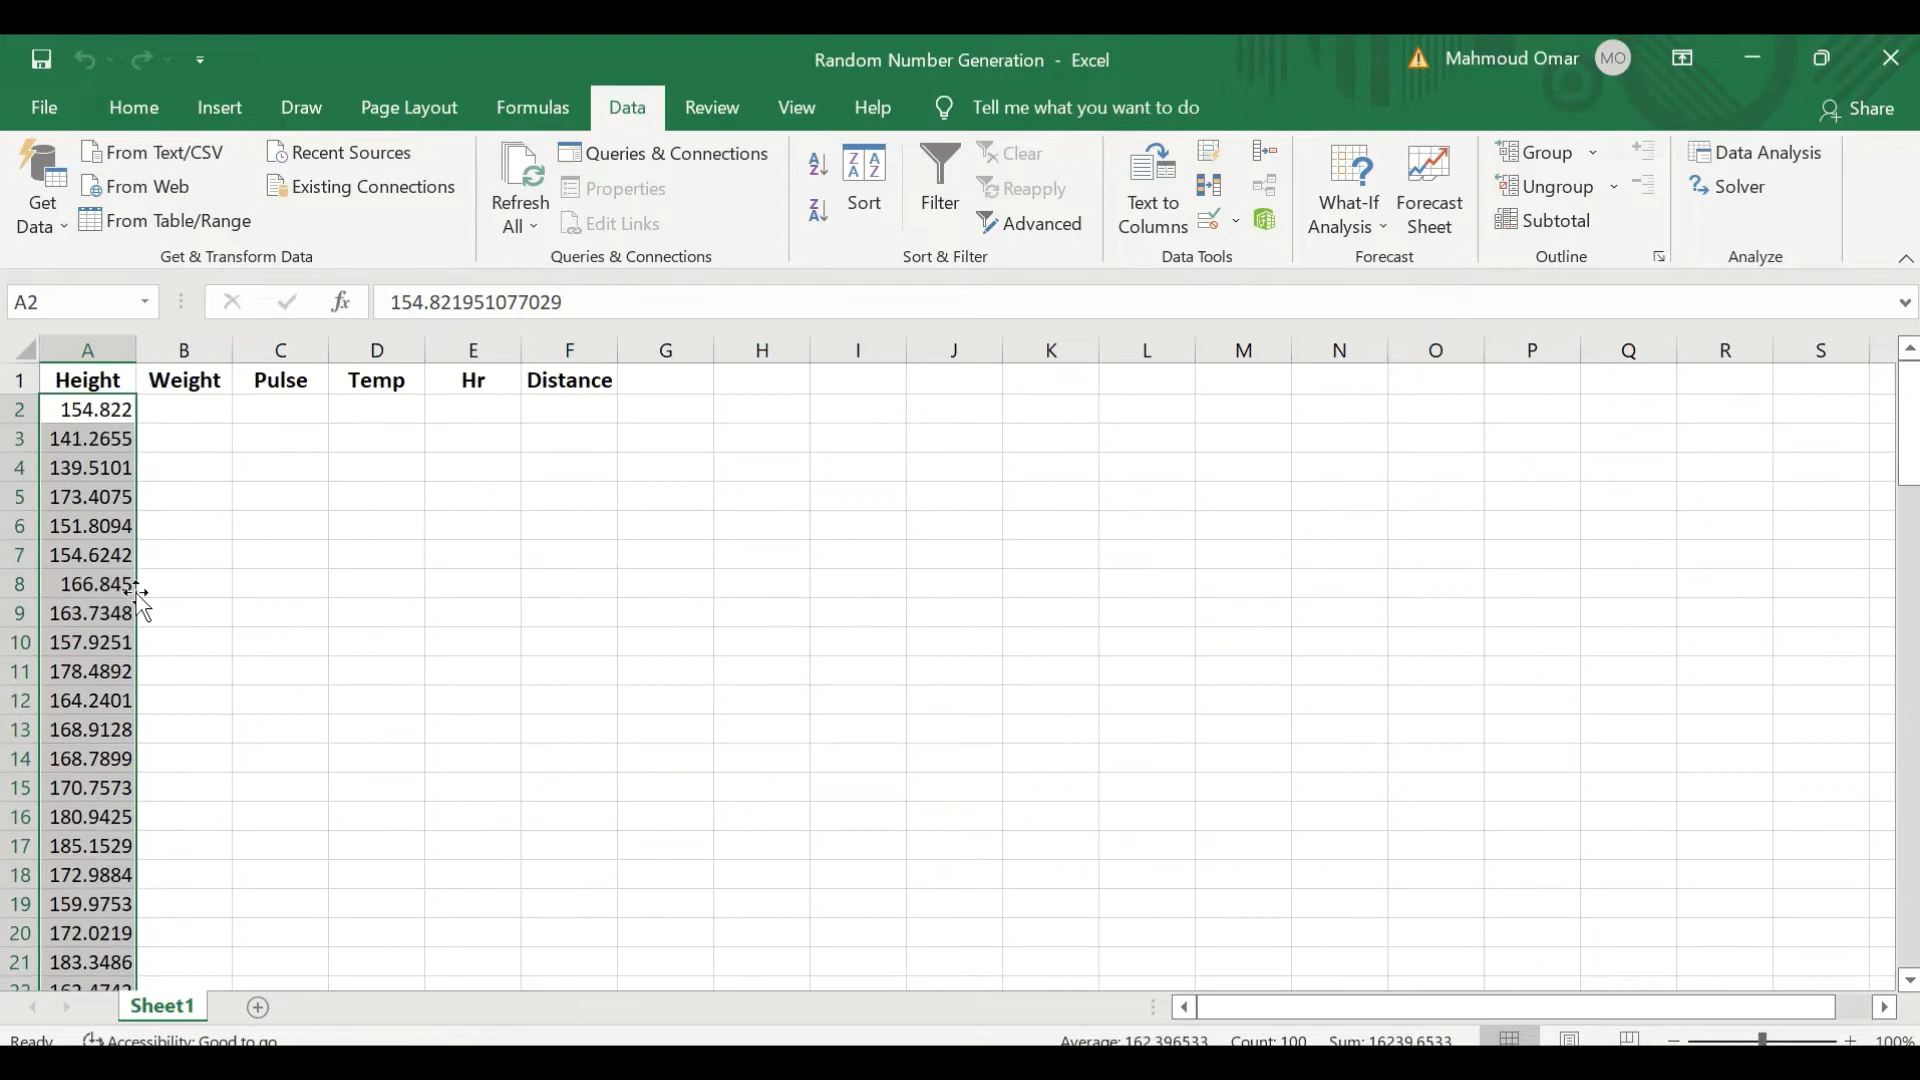 Random Number Generation - Excel
Mahmoud Omar MO
File Home Insert Draw Page Layout Formulas Data Review View Help Tell me what you want to do Share
Get Data
From Text/CSV
From Web
From Table/Range
Recent Sources
Existing Connections
Get & Transform Data
Refresh All
Queries & Connections
Properties
Edit Links
Queries & Connections
Sort
Filter
Clear
Reapply
Advanced
Sort & Filter
Text to Columns
Data Tools
What-If Analysis
Forecast Sheet
Forecast
Group
Ungroup
Subtotal
Outline
Data Analysis
Solver
Analyze
A2 fx 154.821951077029
A B C D E F G H I J K L M N O P Q R S
1 Height Weight Pulse Temp Hr Distance
2 154.822
3 141.2655
4 139.5101
5 173.4075
6 151.8094
7 154.6242
8 166.845
9 163.7348
10 157.9251
11 178.4892
12 164.2401
13 168.9128
14 168.7899
15 170.7573
16 180.9425
17 185.1529
18 172.9884
19 159.9753
20 172.0219
21 183.3486
22 162.4742
Sheet1
Ready Accessibility: Good to go Average: 162.396533 Count: 100 Sum: 16239.6533 100%